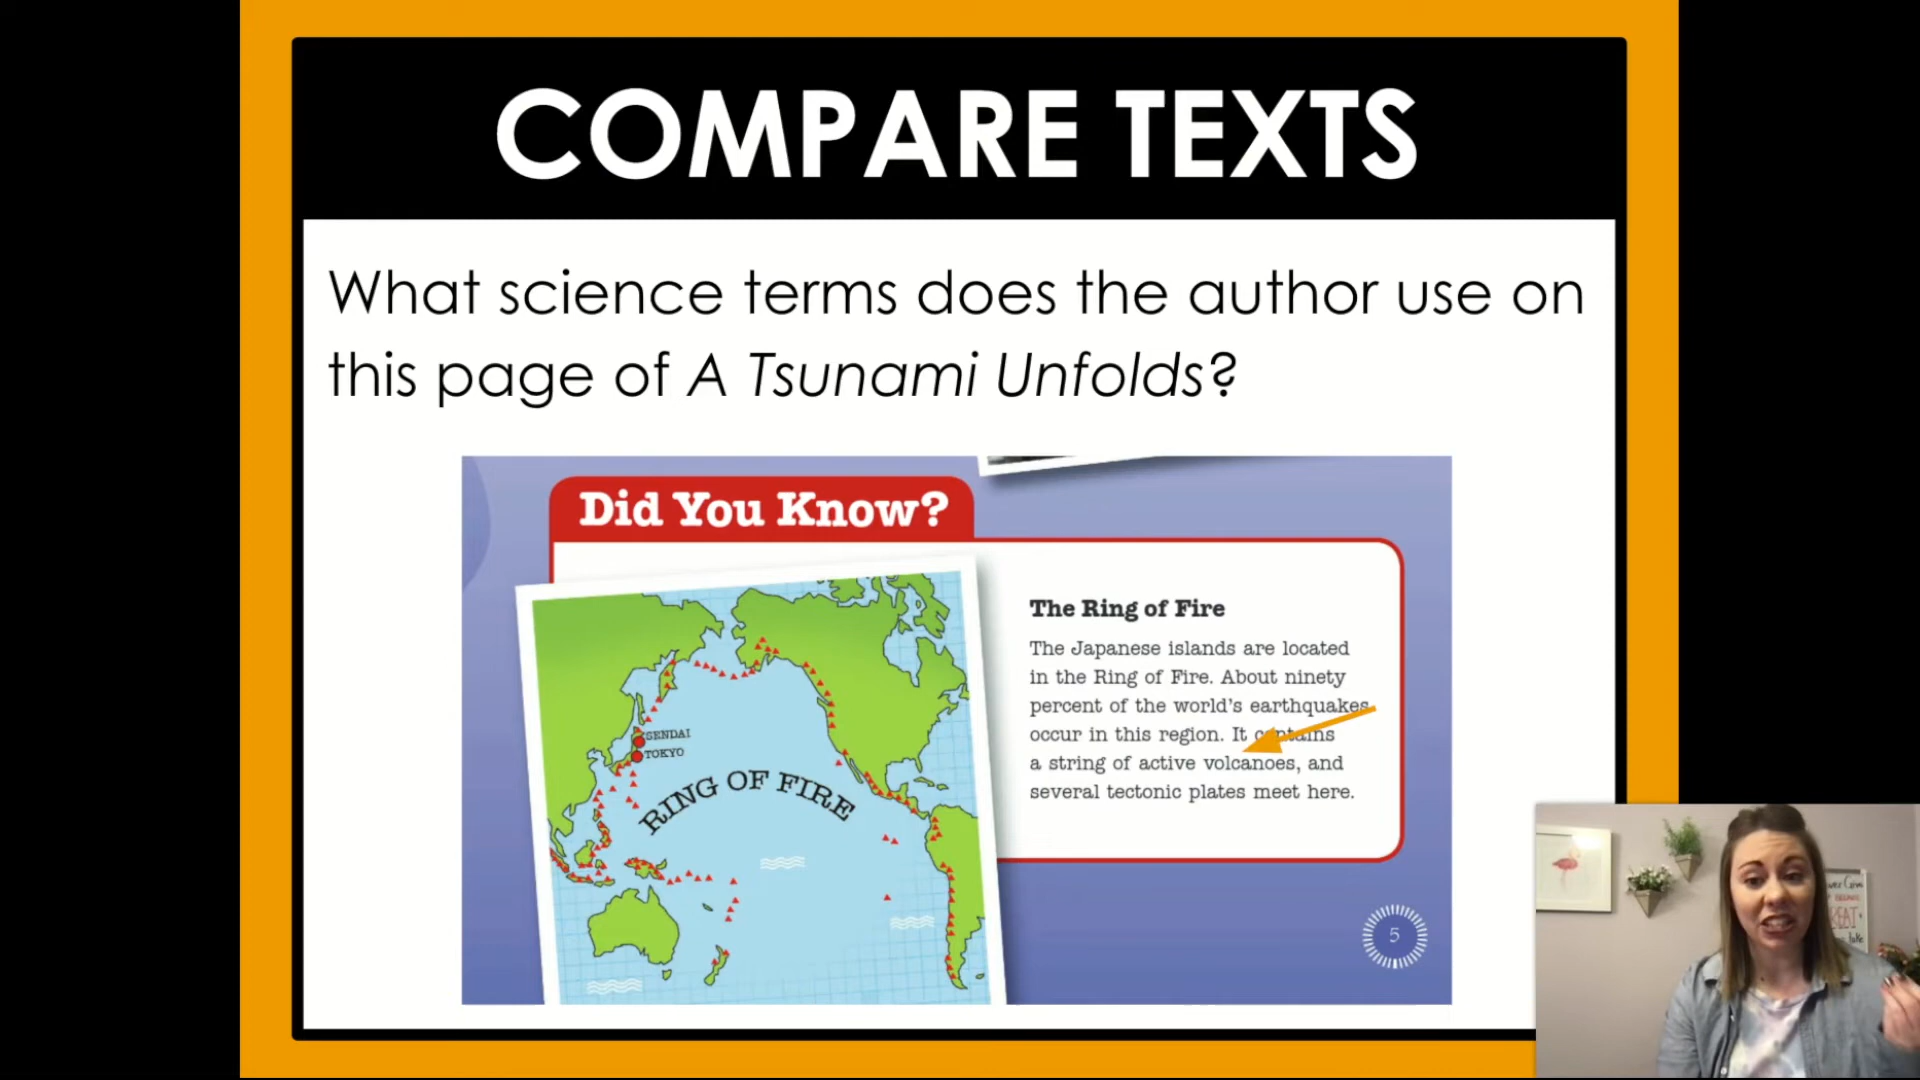 COMPARE TEXTS
What science terms does the author use on
this page of A Tsunami Unfolds?
Did You Know?
The Ring of Fire
The Japanese islands are located
in the Ring of Fire. About ninety
percent of the world's earthquakes
occur in this region. It contains
a string of active volcanoes, and
several tectonic plates meet here.
SENDAI
TOKYO
RING OF FIRE
5